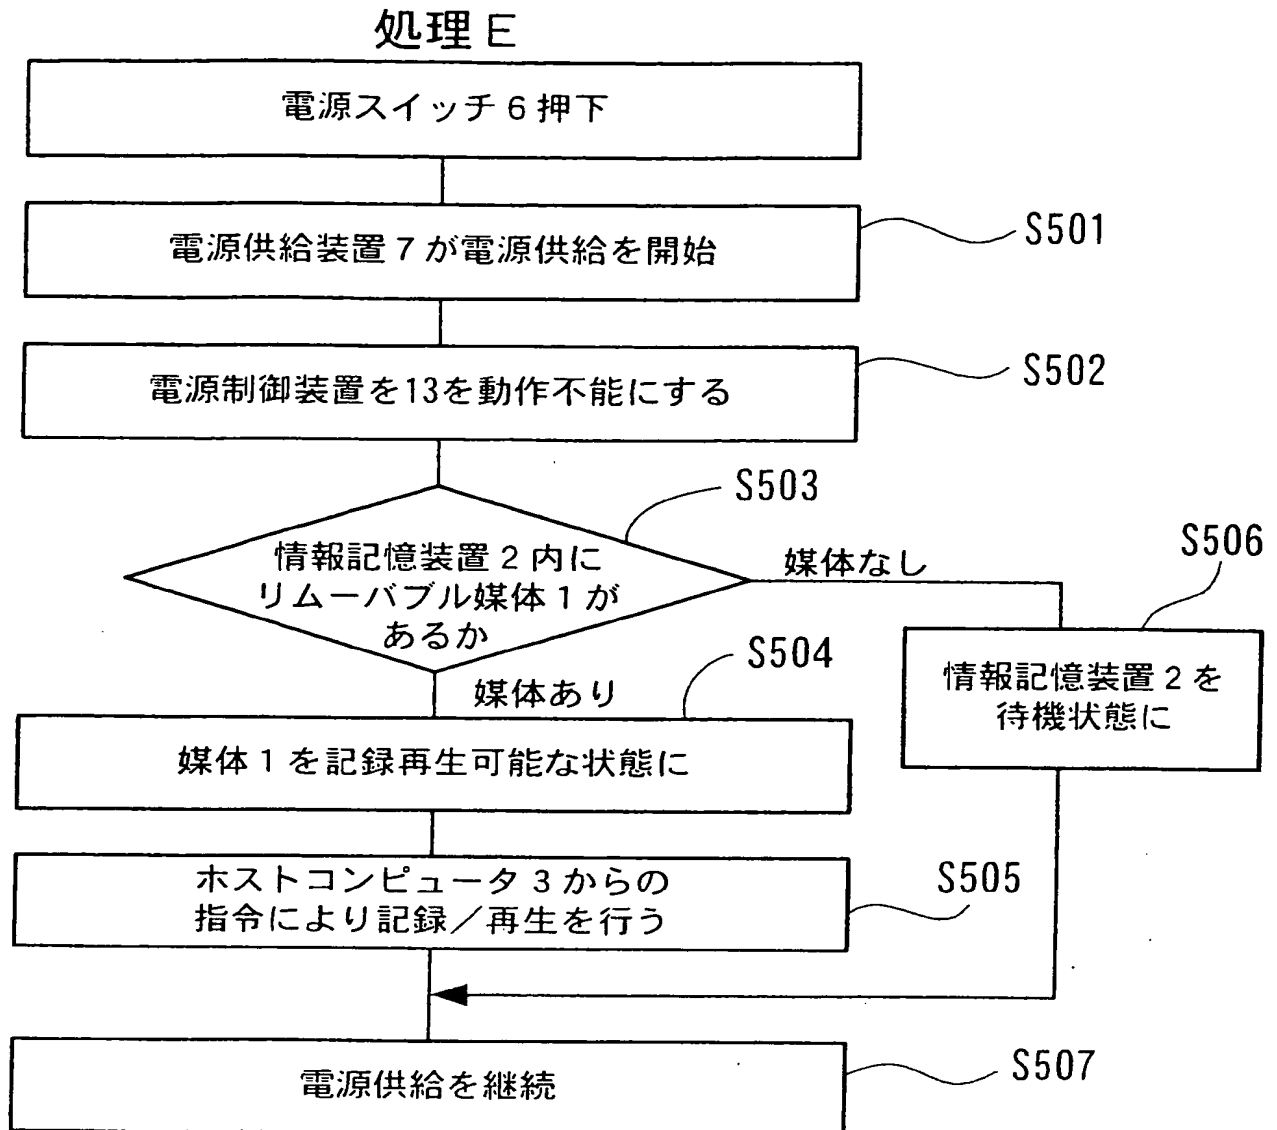 処理E
電源スイッチ6押下
電源供給装置7が電源供給を開始
S501
電源制御装置を13を動作不能にする
S502
S503
情報記憶装置2内に
リムーバブル媒体1が
あるか
媒体なし
S506
情報記憶装置2を
待機状態に
媒体あり
S504
媒体1を記録再生可能な状態に
ホストコンピュータ3からの
指令により記録／再生を行う
S505
電源供給を継続
S507